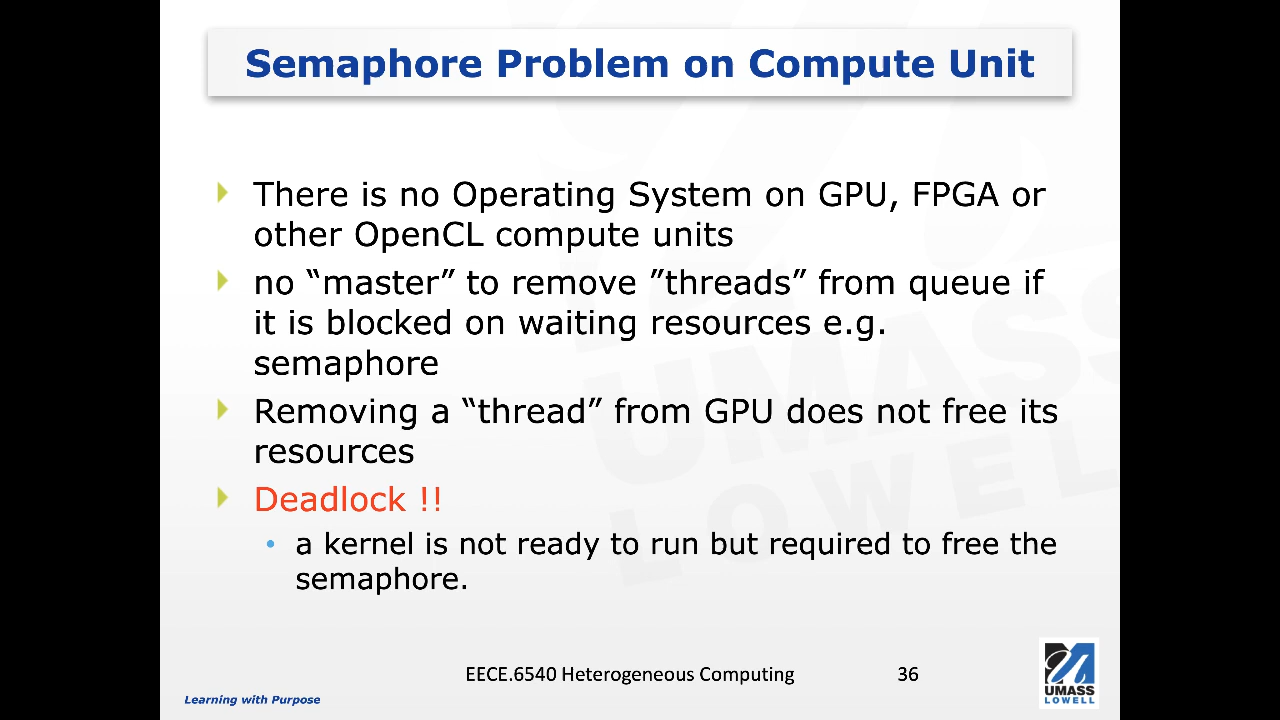 Semaphore Problem on Compute Unit
There is no Operating System on GPU, FPGA or
other OpenCL compute units
no “master” to remove ”threads” from queue if
it is blocked on waiting resources e.g.
semaphore
Removing a “thread” from GPU does not free its
resources
Deadlock !!
a kernel is not ready to run but required to free the
semaphore.
EECE.6540 Heterogeneous Computing
36
Learning with Purpose
UMASS
LOWELL
UMASS
LOWELL